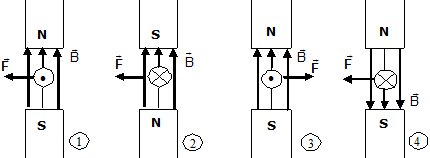 N S N N
F⃗ B⃗ F⃗ B⃗ B⃗ F⃗ F⃗ B⃗
S N S S
1 2 3 4